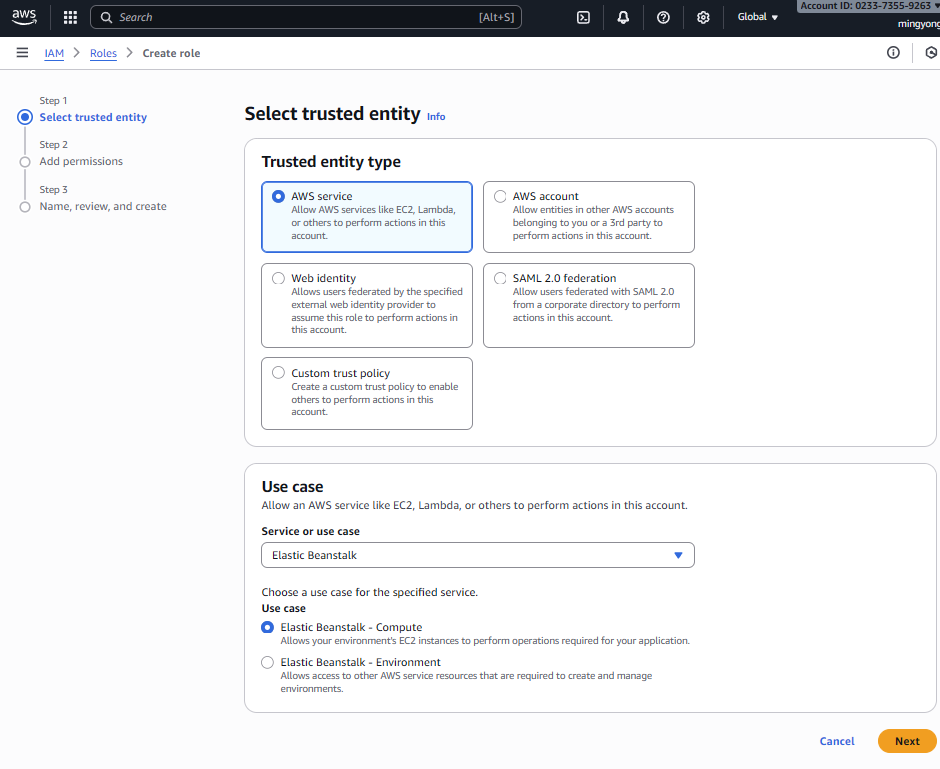 aws
Search
[Alt+S]
Global
Account ID: 0233-7355-9263
mingyong
IAM
Roles
Create role
Step 1
Select trusted entity
Step 2
Add permissions
Step 3
Name, review, and create
Select trusted entity Info
Trusted entity type
AWS service
Allow AWS services like EC2, Lambda,
or others to perform actions in this
account.
AWS account
Allow entities in other AWS accounts
belonging to you or a 3rd party to
perform actions in this account.
Web identity
Allows users federated by the specified
external web identity provider to
assume this role to perform actions in
this account.
SAML 2.0 federation
Allow users federated with SAML 2.0
from a corporate directory to perform
actions in this account.
Custom trust policy
Create a custom trust policy to enable
others to perform actions in this
account.
Use case
Allow an AWS service like EC2, Lambda, or others to perform actions in this account.
Service or use case
Elastic Beanstalk
Choose a use case for the specified service.
Use case
Elastic Beanstalk - Compute
Allows your environment's EC2 instances to perform operations required for your application.
Elastic Beanstalk - Environment
Allows access to other AWS service resources that are required to create and manage
environments.
Cancel
Next